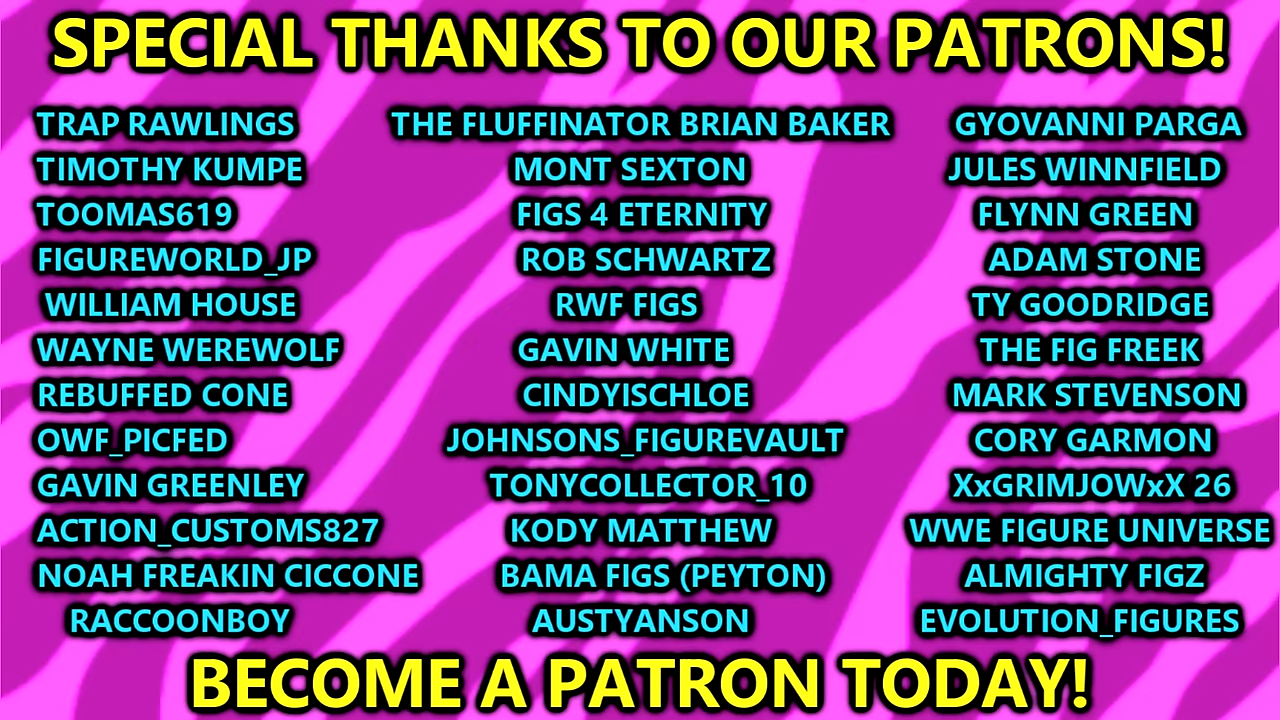 SPECIAL THANKS TO OUR PATRONS!
TRAP RAWLINGS
TIMOTHY KUMPE
TOOMAS619
FIGUREWORLD_JP
WILLIAM HOUSE
WAYNE WEREWOLF
REBUFFED CONE
OWF_PICFED
GAVIN GREENLEY
ACTION_CUSTOMS827
NOAH FREAKIN CICCONE
RACCOONBOY
THE FLUFFINATOR BRIAN BAKER
MONT SEXTON
FIGS 4 ETERNITY
ROB SCHWARTZ
RWF FIGS
GAVIN WHITE
CINDYISCHLOE
JOHNSONS_FIGUREVAULT
TONYCOLLECTOR_10
KODY MATTHEW
BAMA FIGS (PEYTON)
AUSTYANSON
GYOVANNI PARGA
JULES WINNFIELD
FLYNN GREEN
ADAM STONE
TY GOODRIDGE
THE FIG FREEK
MARK STEVENSON
CORY GARMON
XxGRIMJOWxX 26
WWE FIGURE UNIVERSE
ALMIGHTY FIGZ
EVOLUTION_FIGURES
BECOME A PATRON TODAY!